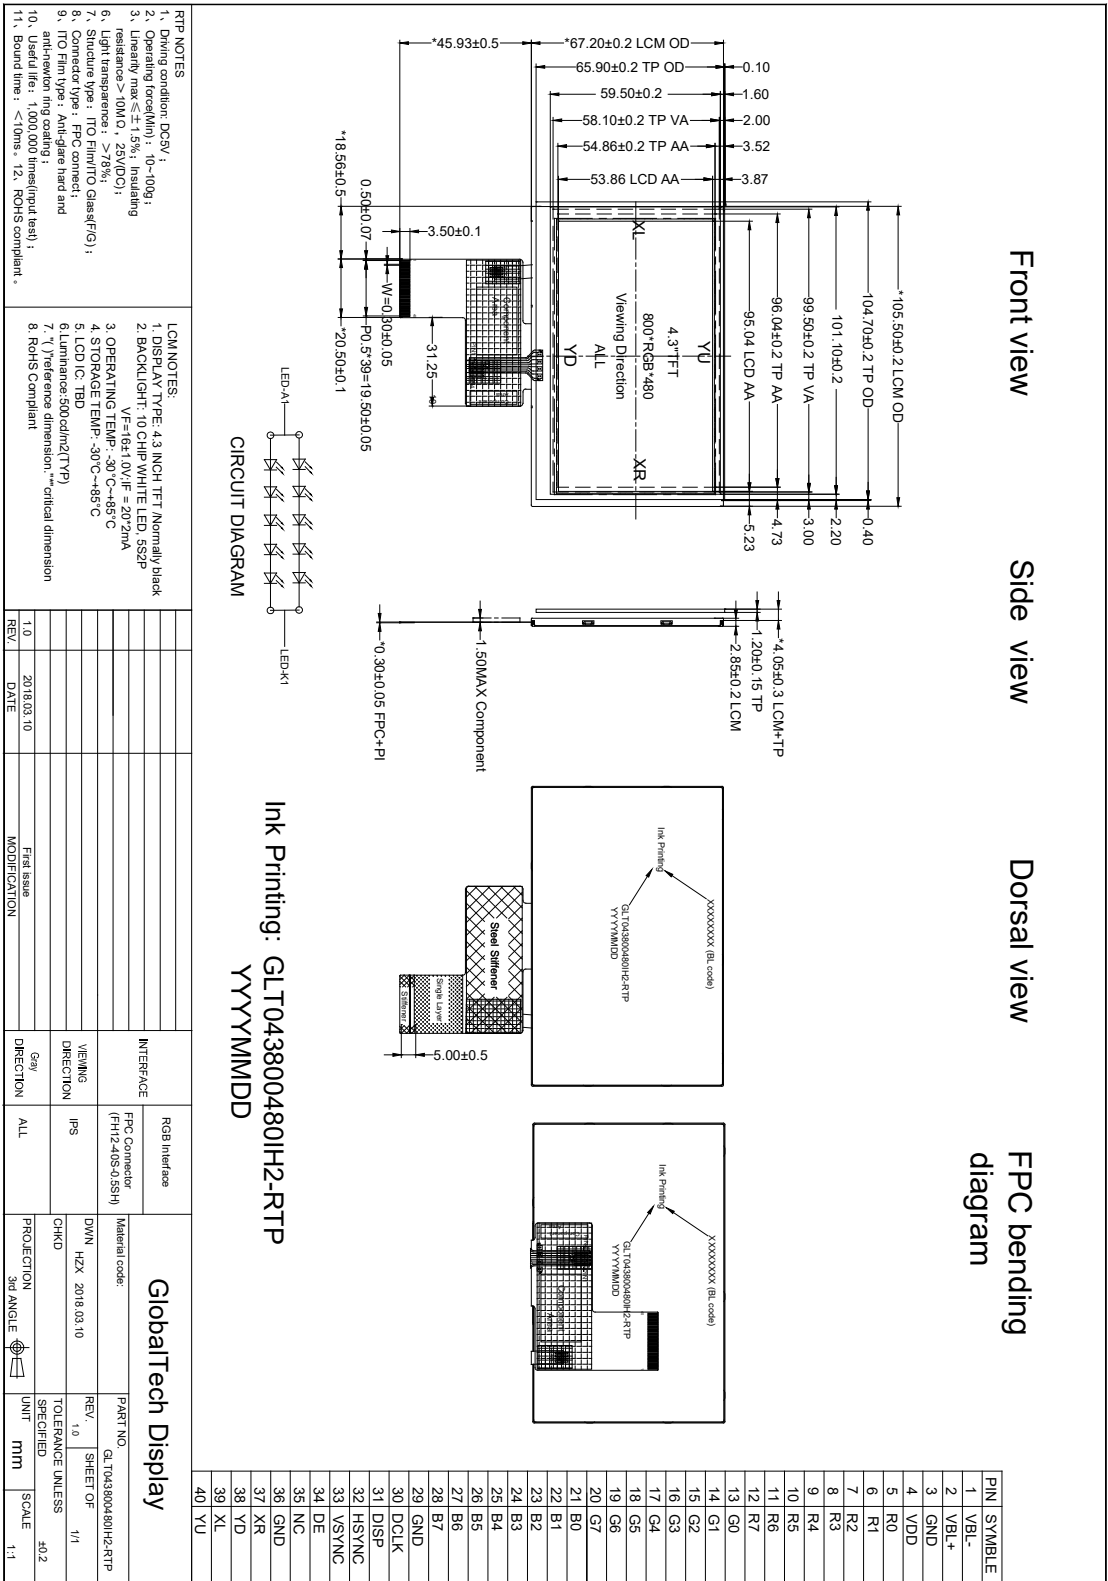 Front view
Side view
Dorsal view
FPC bending
diagram
*105.50±0.2 LCM OD
104.70±0.2 TP OD
101.10±0.2
99.50±0.2 TP VA
96.04±0.2 TP AA
95.04 LCD AA
0.40
2.20
3.00
4.73
5.23
*45.93±0.5
*67.20±0.2 LCM OD
65.90±0.2 TP OD
59.50±0.2
58.10±0.2 TP VA
54.86±0.2 TP AA
53.86 LCD AA
0.10
1.60
2.00
3.52
3.87
YU
XL
XR
YD
4.3"TFT
800*RGB*480
Viewing Direction
ALL
Component
Area
3.50±0.1
31.25
*18.56±0.5
0.50±0.07
W=0.30±0.05
P0.5*39=19.50±0.05
*20.50±0.1
*4.05±0.3 LCM+TP
1.20±0.15 TP
2.85±0.2 LCM
1.50MAX Component
*0.30±0.05 FPC+PI
LED-A1
LED-K1
CIRCUIT DIAGRAM
XXXXXXXX (BL code)
Ink Printing
GLT043800480IH2-RTP
YYYYMMDD
Steel Stiffener
Single Layer
Stiffener
5.00±0.5
XXXXXXXX (BL code)
Ink Printing
GLT043800480IH2-RTP
YYYYMMDD
Component
Ink Printing: GLT043800480IH2-RTP
YYYYMMDD
PIN SYMBLE
1 VBL-
2 VBL+
3 GND
4 VDD
5 R0
6 R1
7 R2
8 R3
9 R4
10 R5
11 R6
12 R7
13 G0
14 G1
15 G2
16 G3
17 G4
18 G5
19 G6
20 G7
21 B0
22 B1
23 B2
24 B3
25 B4
26 B5
27 B6
28 B7
29 GND
30 DCLK
31 DISP
32 HSYNC
33 VSYNC
34 DE
35 NC
36 GND
37 XR
38 YD
39 XL
40 YU
RTP NOTES
1、Driving condition: DC5V；
2、Operating force(Min)：10~100g；
3、Linearity max≤±1.5%；Insulating
resistance＞10MΩ，25V(DC)；
6、Light transparence：＞78%；
7、Structure type：ITO Film/ITO Glass(F/G)；
8、Connector type：FPC connect；
9、ITO Film type：Anti-glare hard and
anti-newton ring coating；
10、Useful life：1,000,000 times(input test)；
11、Bound time：＜10ms。12、ROHS compliant。
LCM NOTES:
1. DISPLAY TYPE: 4.3 INCH TFT /Normally black
2. BACKLIGHT: 10 CHIP WHITE LED, 5S2P
VF=16±1.0V;IF = 20*2mA
3. OPERATING TEMP: -30°C~+85°C
4. STORAGE TEMP: -30°C~+85°C
5. LCD IC: TBD
6.Luminance:500cd/m2(TYP)
7. "( )"reference dimension. "*"critical dimension
8. RoHS Compliant
1.0 2018.03.10 First issue
REV. DATE MODIFICATION
INTERFACE
RGB Interface
FPC Connector
(FH12-40S-0.5SH)
VIEWING
DIRECTION
IPS
Gray
DIRECTION
ALL
GlobalTech Display
Material code:
PART NO.
GLT043800480IH2-RTP
DWN HZX 2018.03.10
REV. 1.0
SHEET OF 1/1
CHKD
TOLERANCE UNLESS
SPECIFIED ±0.2
PROJECTION
3rd ANGLE
UNIT mm
SCALE 1:1